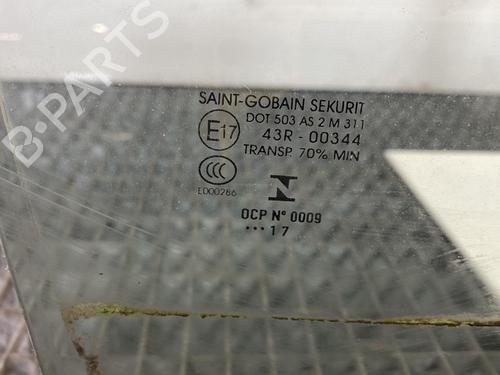 SAINT-GOBAIN SEKURIT
DOT 503 AS 2 M 311
E17
43R - 00344
TRANSP. 70% MIN
CCC
E000286
N
OCP Nº 0009
•••17